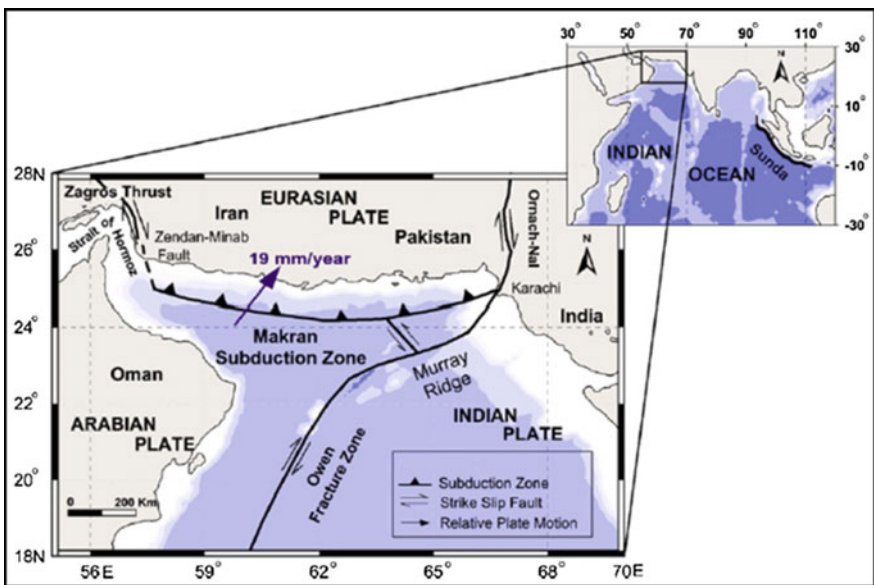 30°
50°
70°
90°
110°
30°
10°
-10°
-30°
N
INDIAN
OCEAN
Sunda
28N
26°
24°
22°
20°
18N
56E
59°
62°
65°
68°
70E
Zagros Thrust
EURASIAN
PLATE
Iran
Pakistan
Ornach-Nal
N
Strait of
Hormoz
Zendan-Minab
Fault
19 mm/year
Karachi
India
Makran
Subduction Zone
Oman
Murray
Ridge
ARABIAN
PLATE
INDIAN
PLATE
Owen
Fracture Zone
0 200 Km
Subduction Zone
Strike Slip Fault
Relative Plate Motion